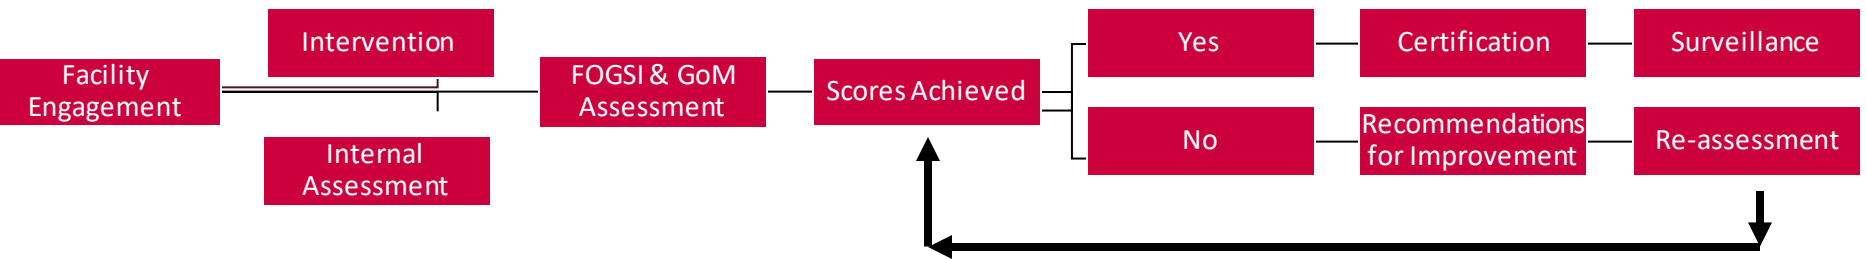 Facility
Engagement
Intervention
Internal
Assessment
FOGSI & GoM
Assessment
Scores Achieved
Yes
Certification
Surveillance
No
Recommendations
for Improvement
Re-assessment